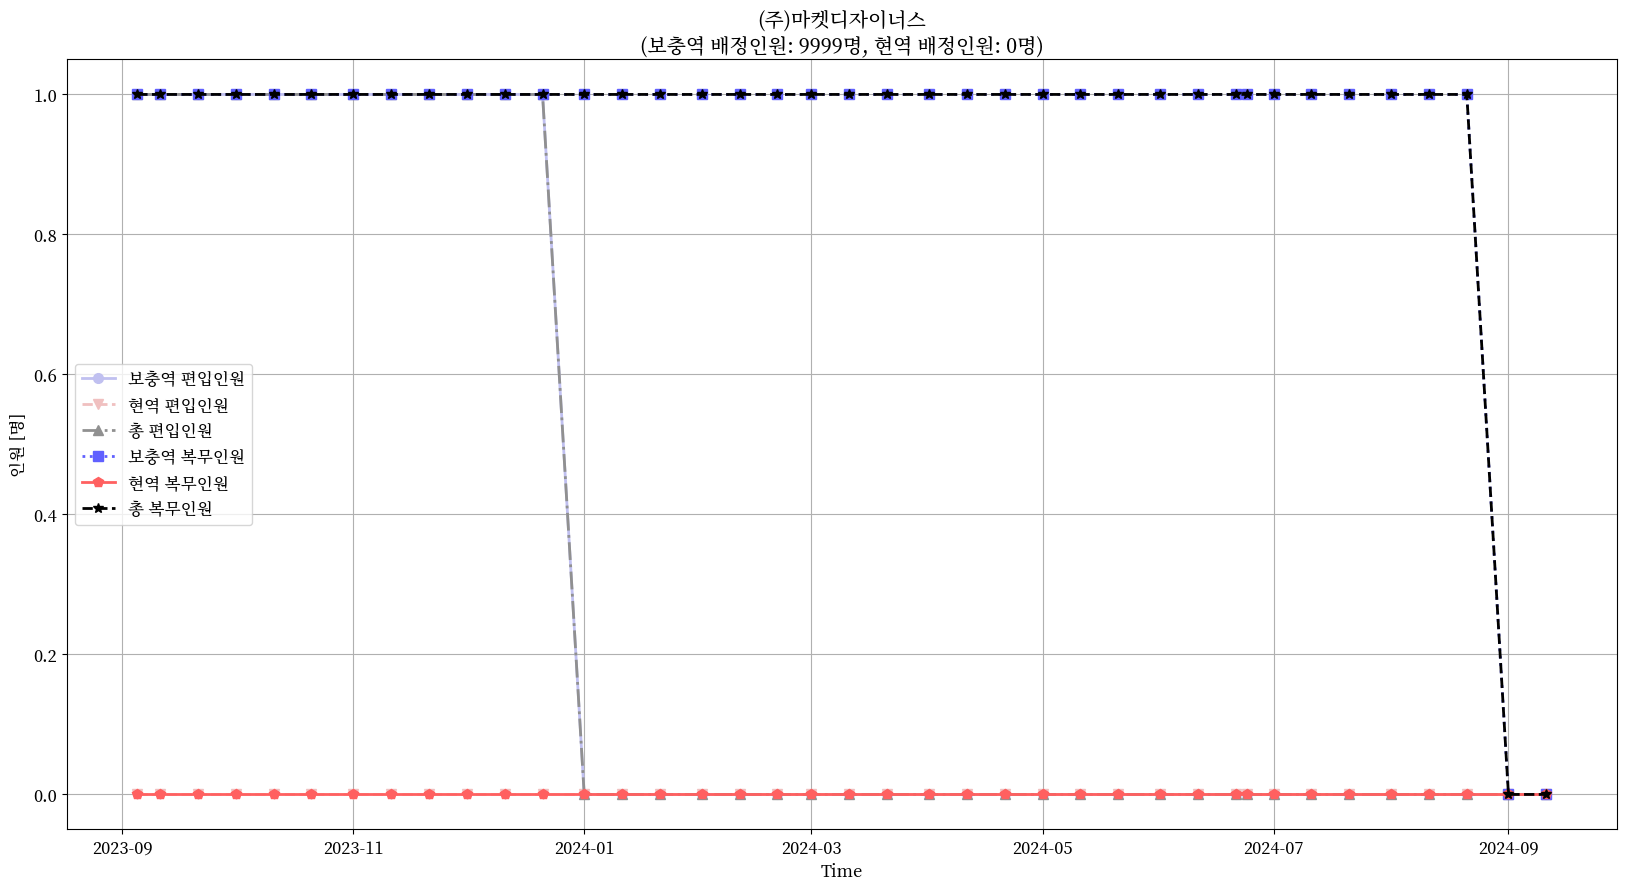 (주)마켓디자이너스
(보충역 배정인원: 9999명, 현역 배정인원: 0명)
1.0
0.8
0.6
0.4
0.2
0.0
인원 [명]
보충역 편입인원
현역 편입인원
총 편입인원
보충역 복무인원
현역 복무인원
총 복무인원
2023-09 2023-11 2024-01 2024-03 2024-05 2024-07 2024-09
Time